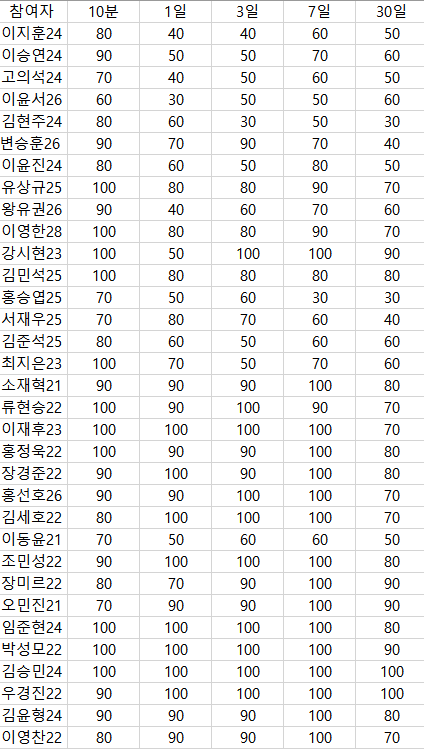 참여자 10분 1일 3일 7일 30일
이지훈24 80 40 40 60 50
이승연24 90 50 50 70 60
고의석24 70 40 50 60 50
이윤서26 60 30 50 50 60
김현주24 80 60 30 50 30
변승훈26 90 70 90 70 40
이윤진24 80 60 50 80 50
유상규25 100 80 80 90 70
왕유권26 90 40 60 70 60
이영한28 100 80 80 90 70
강시현23 100 50 100 100 90
김민석25 100 80 80 80 80
홍승엽25 70 50 60 30 30
서재우25 70 80 70 60 40
김준석25 80 60 50 60 60
최지은23 100 70 50 70 60
소재혁21 90 90 90 100 80
류현승22 100 90 100 90 70
이재후23 100 100 100 100 70
홍정욱22 100 90 90 100 80
장경준22 90 100 90 100 80
홍선호26 90 90 100 100 70
김세호22 80 100 100 100 70
이동윤21 70 50 60 60 50
조민성22 90 100 100 100 80
장미르22 80 70 90 100 90
오민진21 70 90 90 100 90
임준현24 100 100 100 100 80
박성모22 100 100 100 100 90
김승민24 100 100 100 100 100
우경진22 90 100 100 100 100
김윤형24 90 90 90 100 80
이영찬22 80 90 90 100 70